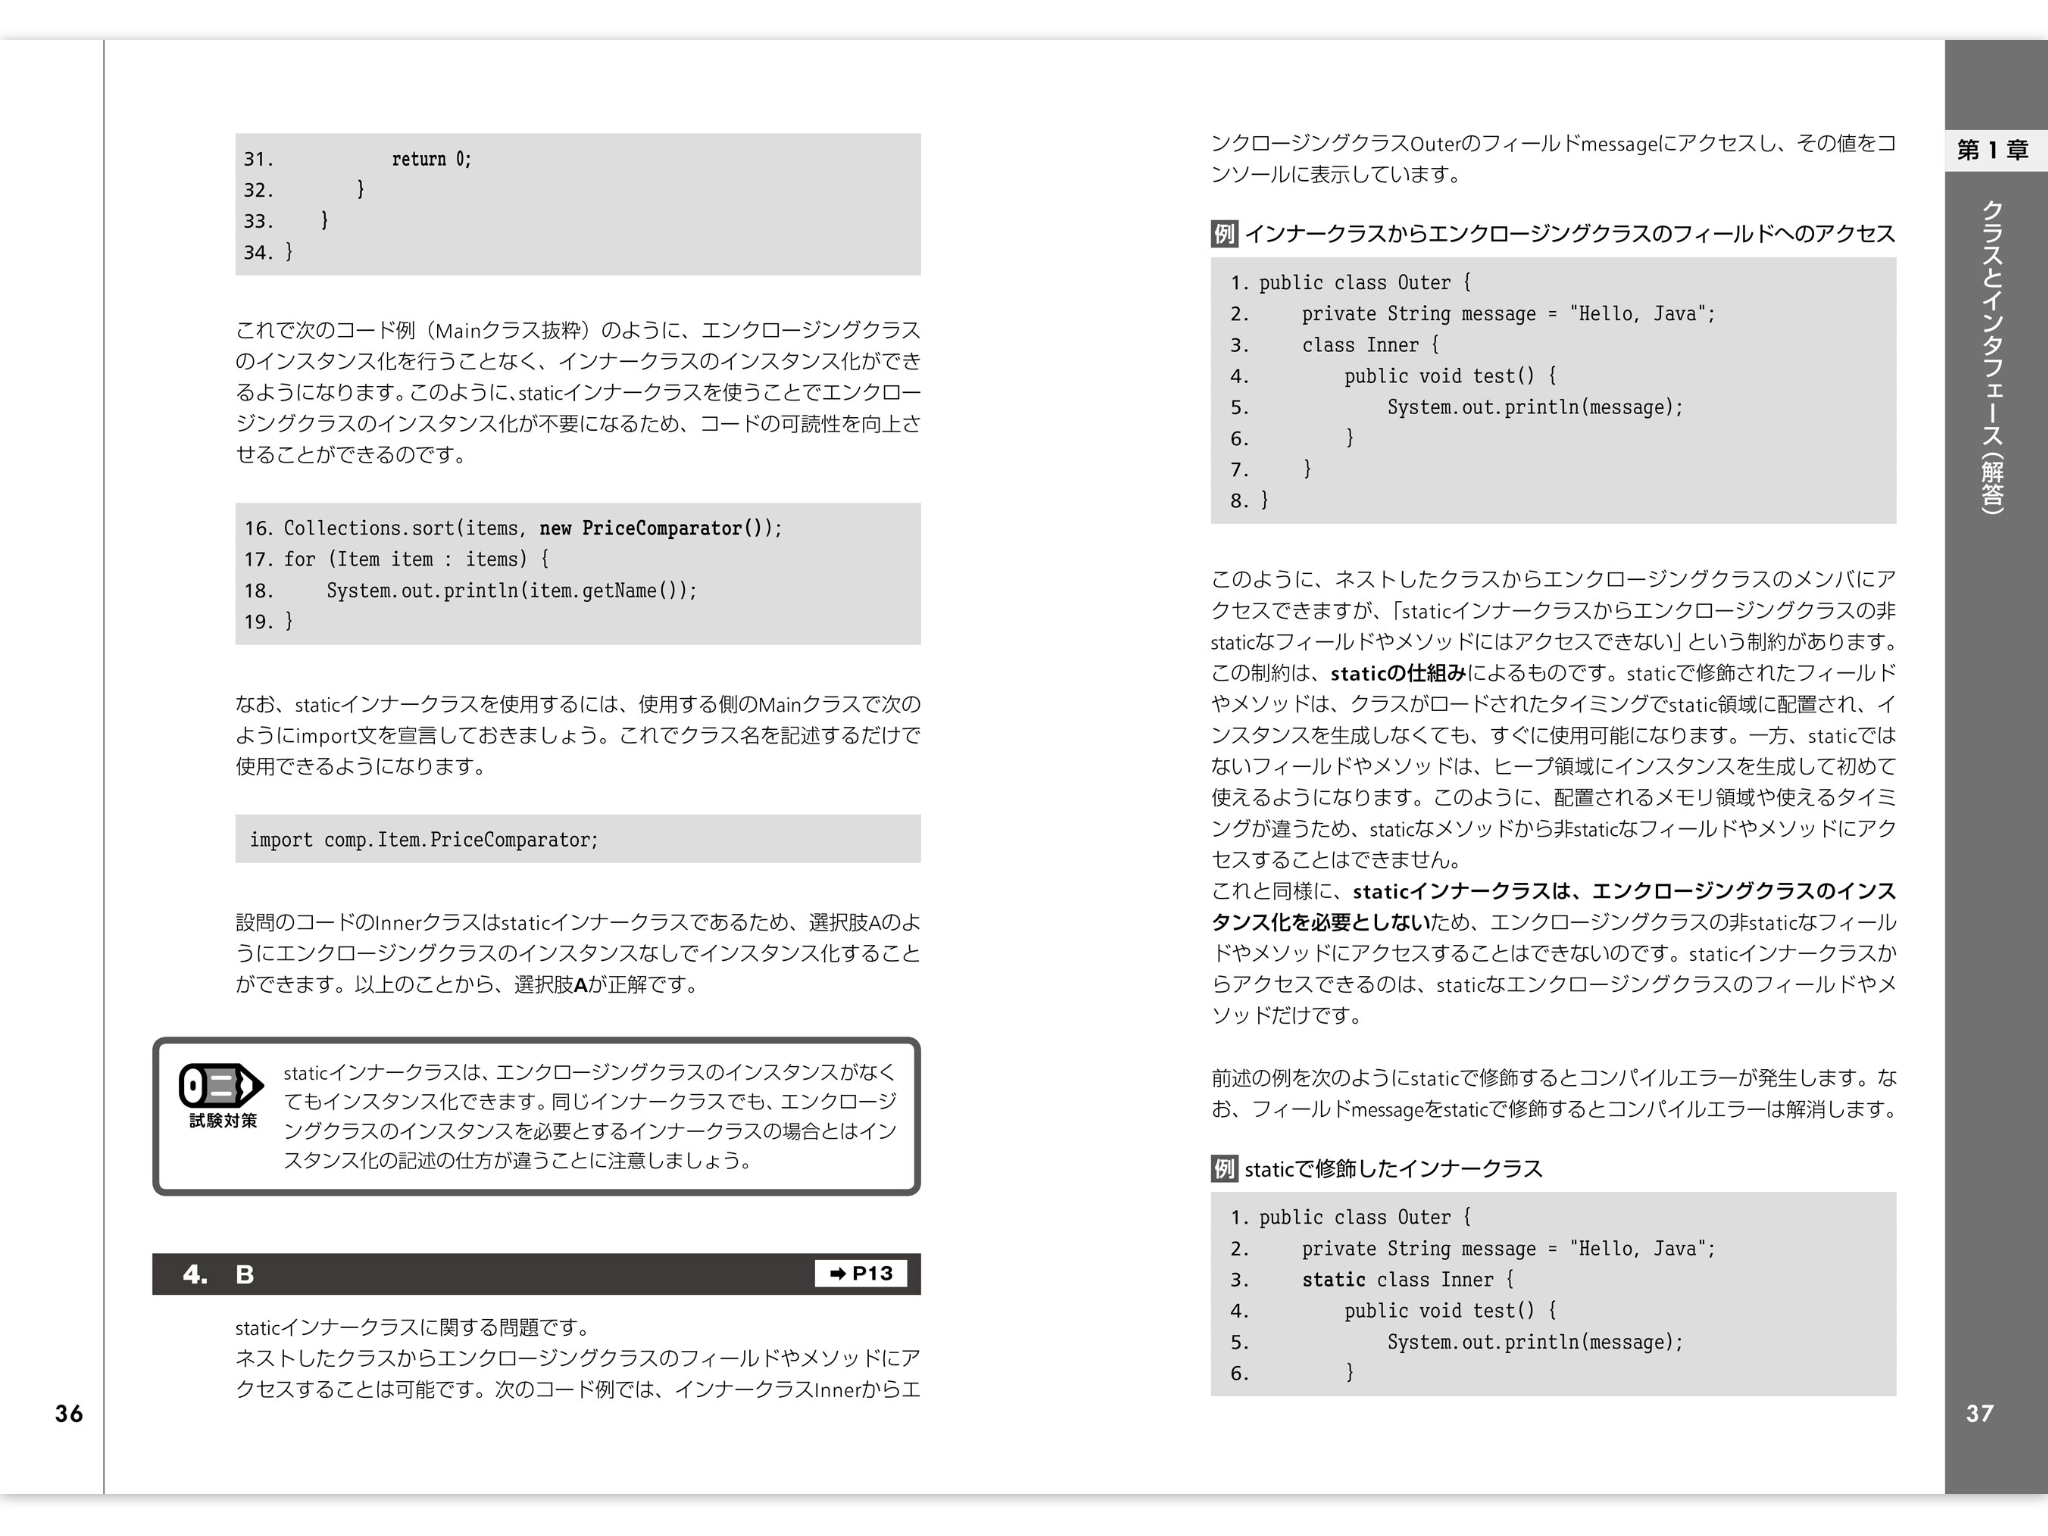 31.           return 0;
32.        }
33.    }
34. }
これで次のコード例（Mainクラス抜粋）のように、エンクロージングクラス
のインスタンス化を行うことなく、インナークラスのインスタンス化ができ
るようになります。このように、staticインナークラスを使うことでエンクロー
ジングクラスのインスタンス化が不要になるため、コードの可読性を向上さ
せることができるのです。
16. Collections.sort(items, new PriceComparator());
17. for (Item item : items) {
18.     System.out.println(item.getName());
19. }
なお、staticインナークラスを使用するには、使用する側のMainクラスで次の
ようにimport文を宣言しておきましょう。これでクラス名を記述するだけで
使用できるようになります。
import comp.Item.PriceComparator;
設問のコードのInnerクラスはstaticインナークラスであるため、選択肢Aのよ
うにエンクロージングクラスのインスタンスなしでインスタンス化すること
ができます。以上のことから、選択肢Aが正解です。
staticインナークラスは、エンクロージングクラスのインスタンスがなく
てもインスタンス化できます。同じインナークラスでも、エンクロージ
ングクラスのインスタンスを必要とするインナークラスの場合とはイン
スタンス化の記述の仕方が違うことに注意しましょう。
試験対策
4. B ➡ P13
staticインナークラスに関する問題です。
ネストしたクラスからエンクロージングクラスのフィールドやメソッドにア
クセスすることは可能です。次のコード例では、インナークラスInnerからエ
36
ンクロージングクラスOuterのフィールドmessageにアクセスし、その値をコ
ンソールに表示しています。
例 インナークラスからエンクロージングクラスのフィールドへのアクセス
1. public class Outer {
2.     private String message = "Hello, Java";
3.     class Inner {
4.         public void test() {
5.             System.out.println(message);
6.         }
7.     }
8. }
このように、ネストしたクラスからエンクロージングクラスのメンバにア
クセスできますが、「staticインナークラスからエンクロージングクラスの非
staticなフィールドやメソッドにはアクセスできない」という制約があります。
この制約は、staticの仕組みによるものです。staticで修飾されたフィールド
やメソッドは、クラスがロードされたタイミングでstatic領域に配置され、イ
ンスタンスを生成しなくても、すぐに使用可能になります。一方、staticでは
ないフィールドやメソッドは、ヒープ領域にインスタンスを生成して初めて
使えるようになります。このように、配置されるメモリ領域や使えるタイミ
ングが違うため、staticなメソッドから非staticなフィールドやメソッドにアク
セスすることはできません。
これと同様に、staticインナークラスは、エンクロージングクラスのインス
タンス化を必要としないため、エンクロージングクラスの非staticなフィール
ドやメソッドにアクセスすることはできないのです。staticインナークラスか
らアクセスできるのは、staticなエンクロージングクラスのフィールドやメ
ソッドだけです。
前述の例を次のようにstaticで修飾するとコンパイルエラーが発生します。な
お、フィールドmessageをstaticで修飾するとコンパイルエラーは解消します。
例 staticで修飾したインナークラス
1. public class Outer {
2.     private String message = "Hello, Java";
3.     static class Inner {
4.         public void test() {
5.             System.out.println(message);
6.         }
第1章
クラスとインタフェース（解答）
37